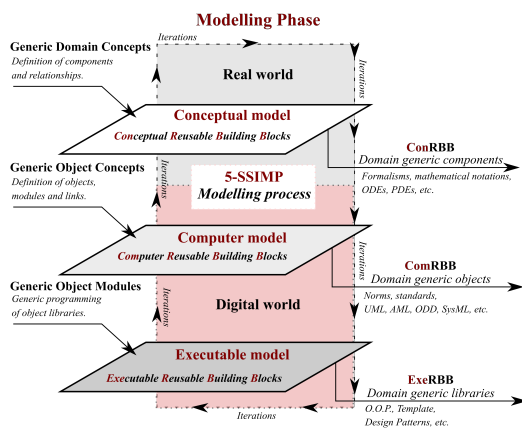 Modelling Phase
Iterations
Generic Domain Concepts
Definition of components
and relationships.
Real world
Iterations
Conceptual model
Conceptual Reusable Building Blocks
ConRBB
Domain generic components
Formalisms, mathematical notations,
ODEs, PDEs, etc.
Generic Object Concepts
Definition of objects,
modules and links.
Iterations
5-SSIMP
Modelling process
Computer model
Computer Reusable Building Blocks
Iterations
ComRBB
Domain generic objects
Norms, standards,
UML, AML, ODD, SysML, etc.
Generic Object Modules
Generic programming
of object libraries.
Iterations
Digital world
Executable model
Executable Reusable Building Blocks
ExeRBB
Domain generic libraries
O.O.P., Template,
Design Patterns, etc.
Iterations